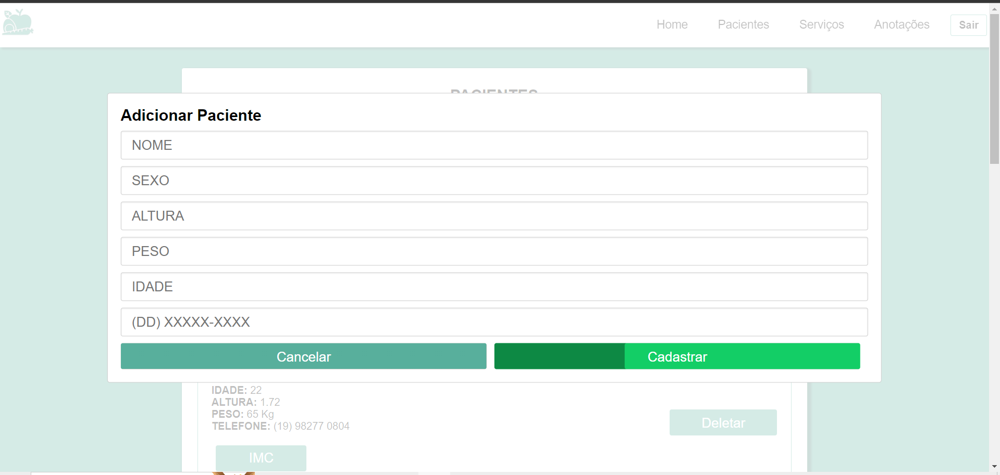 Home Pacientes Serviços Anotações Sair
PACIENTES
Adicionar Paciente
NOME
SEXO
ALTURA
PESO
IDADE
(DD) XXXXX-XXXX
Cancelar Cadastrar
IDADE: 22
ALTURA: 1.72
PESO: 65 Kg
TELEFONE: (19) 98277 0804
Deletar
IMC